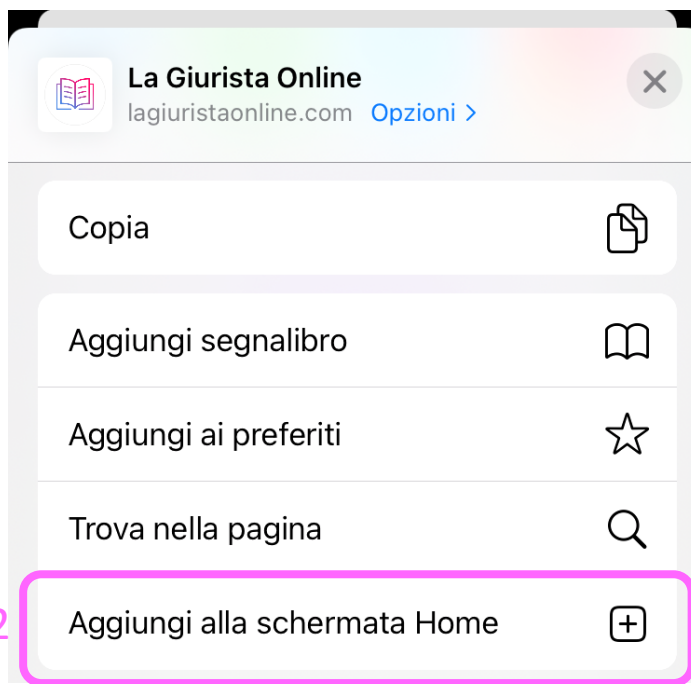 La Giurista Online
lagiuristaonline.com Opzioni >
Copia
Aggiungi segnalibro
Aggiungi ai preferiti
Trova nella pagina
2
Aggiungi alla schermata Home